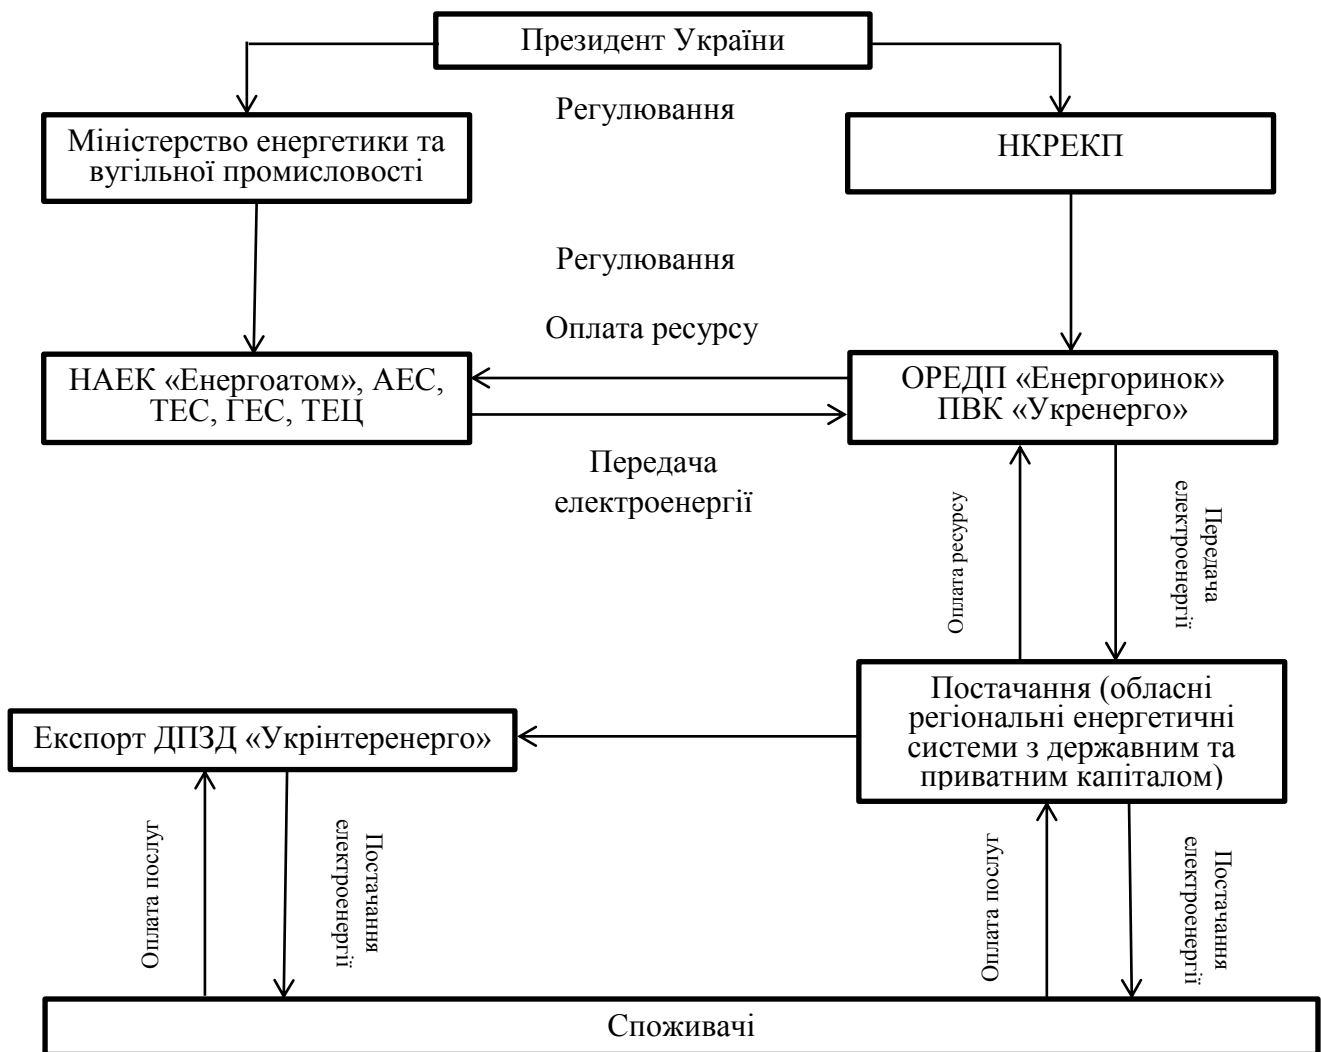 Президент України
Регулювання
Міністерство енергетики та
вугільної промисловості
НКРЕКП
Регулювання
Оплата ресурсу
НАЕК «Енергоатом», АЕС,
ТЕС, ГЕС, ТЕЦ
ОРЕДП «Енергоринок»
ПВК «Укренерго»
Передача
електроенергії
Оплата ресурсу
Передача
електроенергії
Постачання (обласні
регіональні енергетичні
системи з державним та
приватним капіталом)
Експорт ДПЗД «Укрінтеренерго»
Оплата послуг
Постачання
електроенергії
Оплата послуг
Постачання
електроенергії
Споживачі